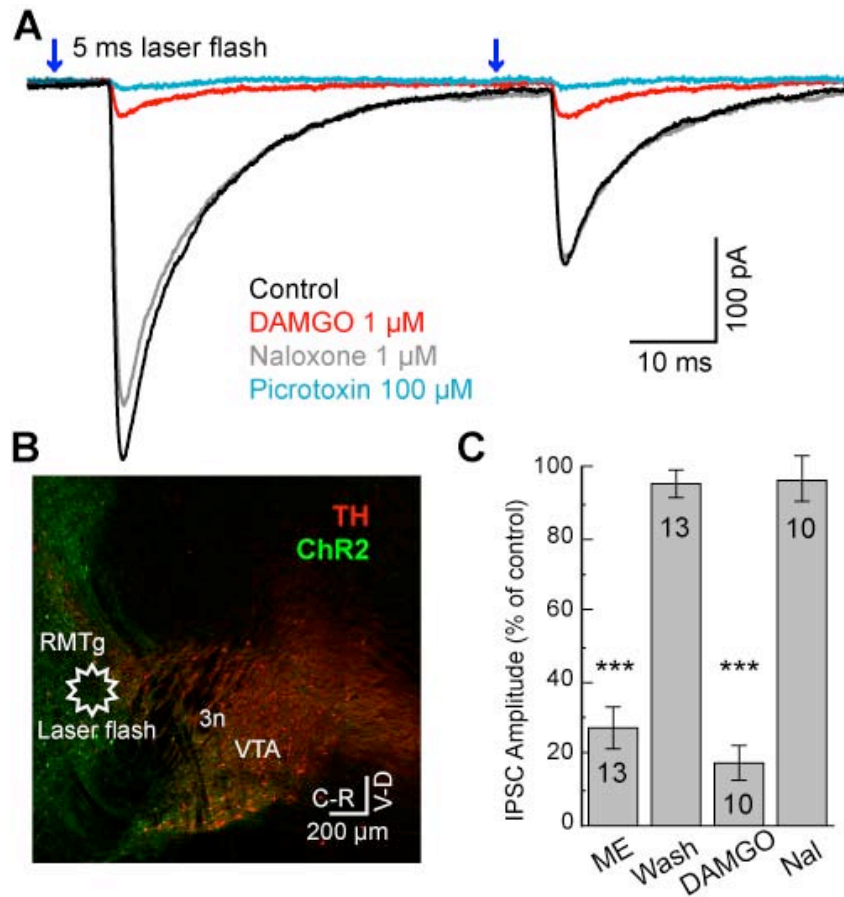 A
5 ms laser flash
Control
DAMGO 1 µM
Naloxone 1 µM
Picrotoxin 100 µM
100 pA
10 ms
B
TH
ChR2
RMTg
Laser flash
3n
VTA
C-R
V-D
200 µm
C
IPSC Amplitude (% of control)
100
80
60
40
20
0
***
***
13
13
10
10
ME
Wash
DAMGO
Nal